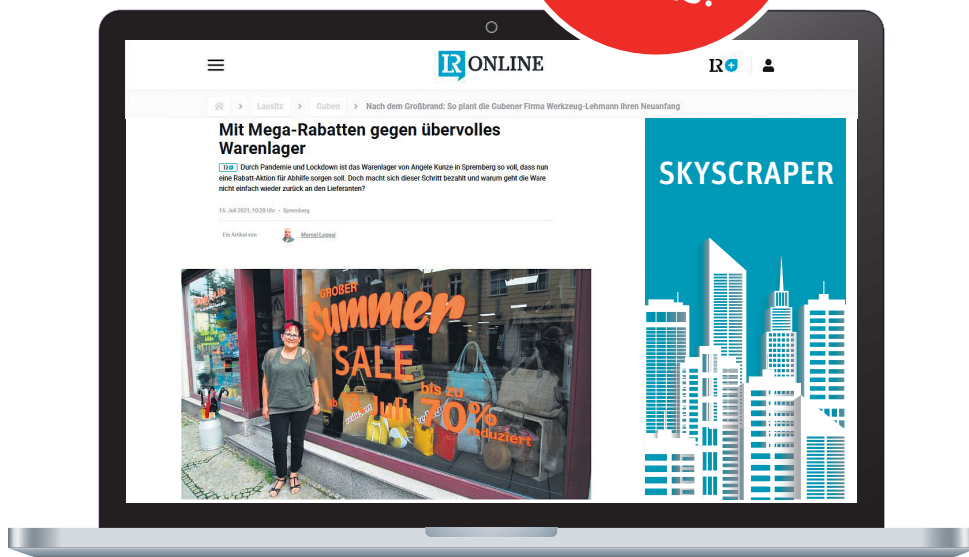 LR ONLINE
LR+
Lausitz > Guben > Nach dem Großbrand: So plant die Gubener Firma Werkzeug-Lehmann ihren Neuanfang
Mit Mega-Rabatten gegen übervolles
Warenlager
LR+ Durch Pandemie und Lockdown ist das Warenlager von Angele Kunze in Spremberg so voll, dass nun
eine Rabatt-Aktion für Abhilfe sorgen soll. Doch macht sich dieser Schritt bezahlt und warum geht die Ware
nicht einfach wieder zurück an den Lieferanten?
15. Juli 2021, 10:20 Uhr • Spremberg
Ein Artikel von
SKYSCRAPER
GROßER
Summer
SALE
bis zu
Juli 70%
reduziert